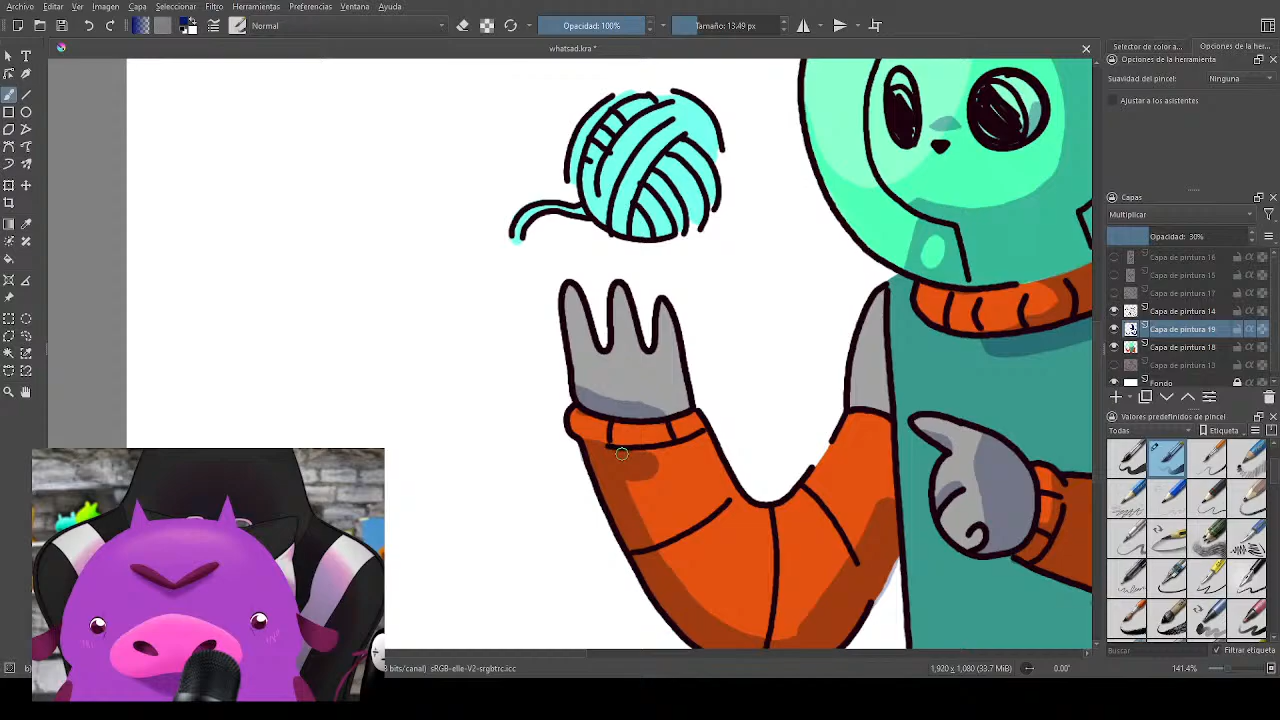 Archivo Editar Ver Imagen Capa Seleccionar Filtro Herramientas Preferencias Ventana Ayuda
Normal Opacidad: 100% Tamaño: 13.49 px
whatsad.kra *
Selector de color a... Opciones de la her...
Opciones de la herramienta
Suavidad del pincel: Ninguna
Ajustar a los asistentes
Capas
Multiplicar
Opacidad: 30%
Capa de pintura 16
Capa de pintura 15
Capa de pintura 17
Capa de pintura 14
Capa de pintura 19
Capa de pintura 18
Capa de pintura 13
Fondo
Valores predefinidos de pincel
Todas Etiqueta
Buscar Filtrar etiqueta
bits/canal) sRGB-elle-V2-srgbtrc.icc 1,920 x 1,080 (33.7 MiB) 0.00° 141.4%